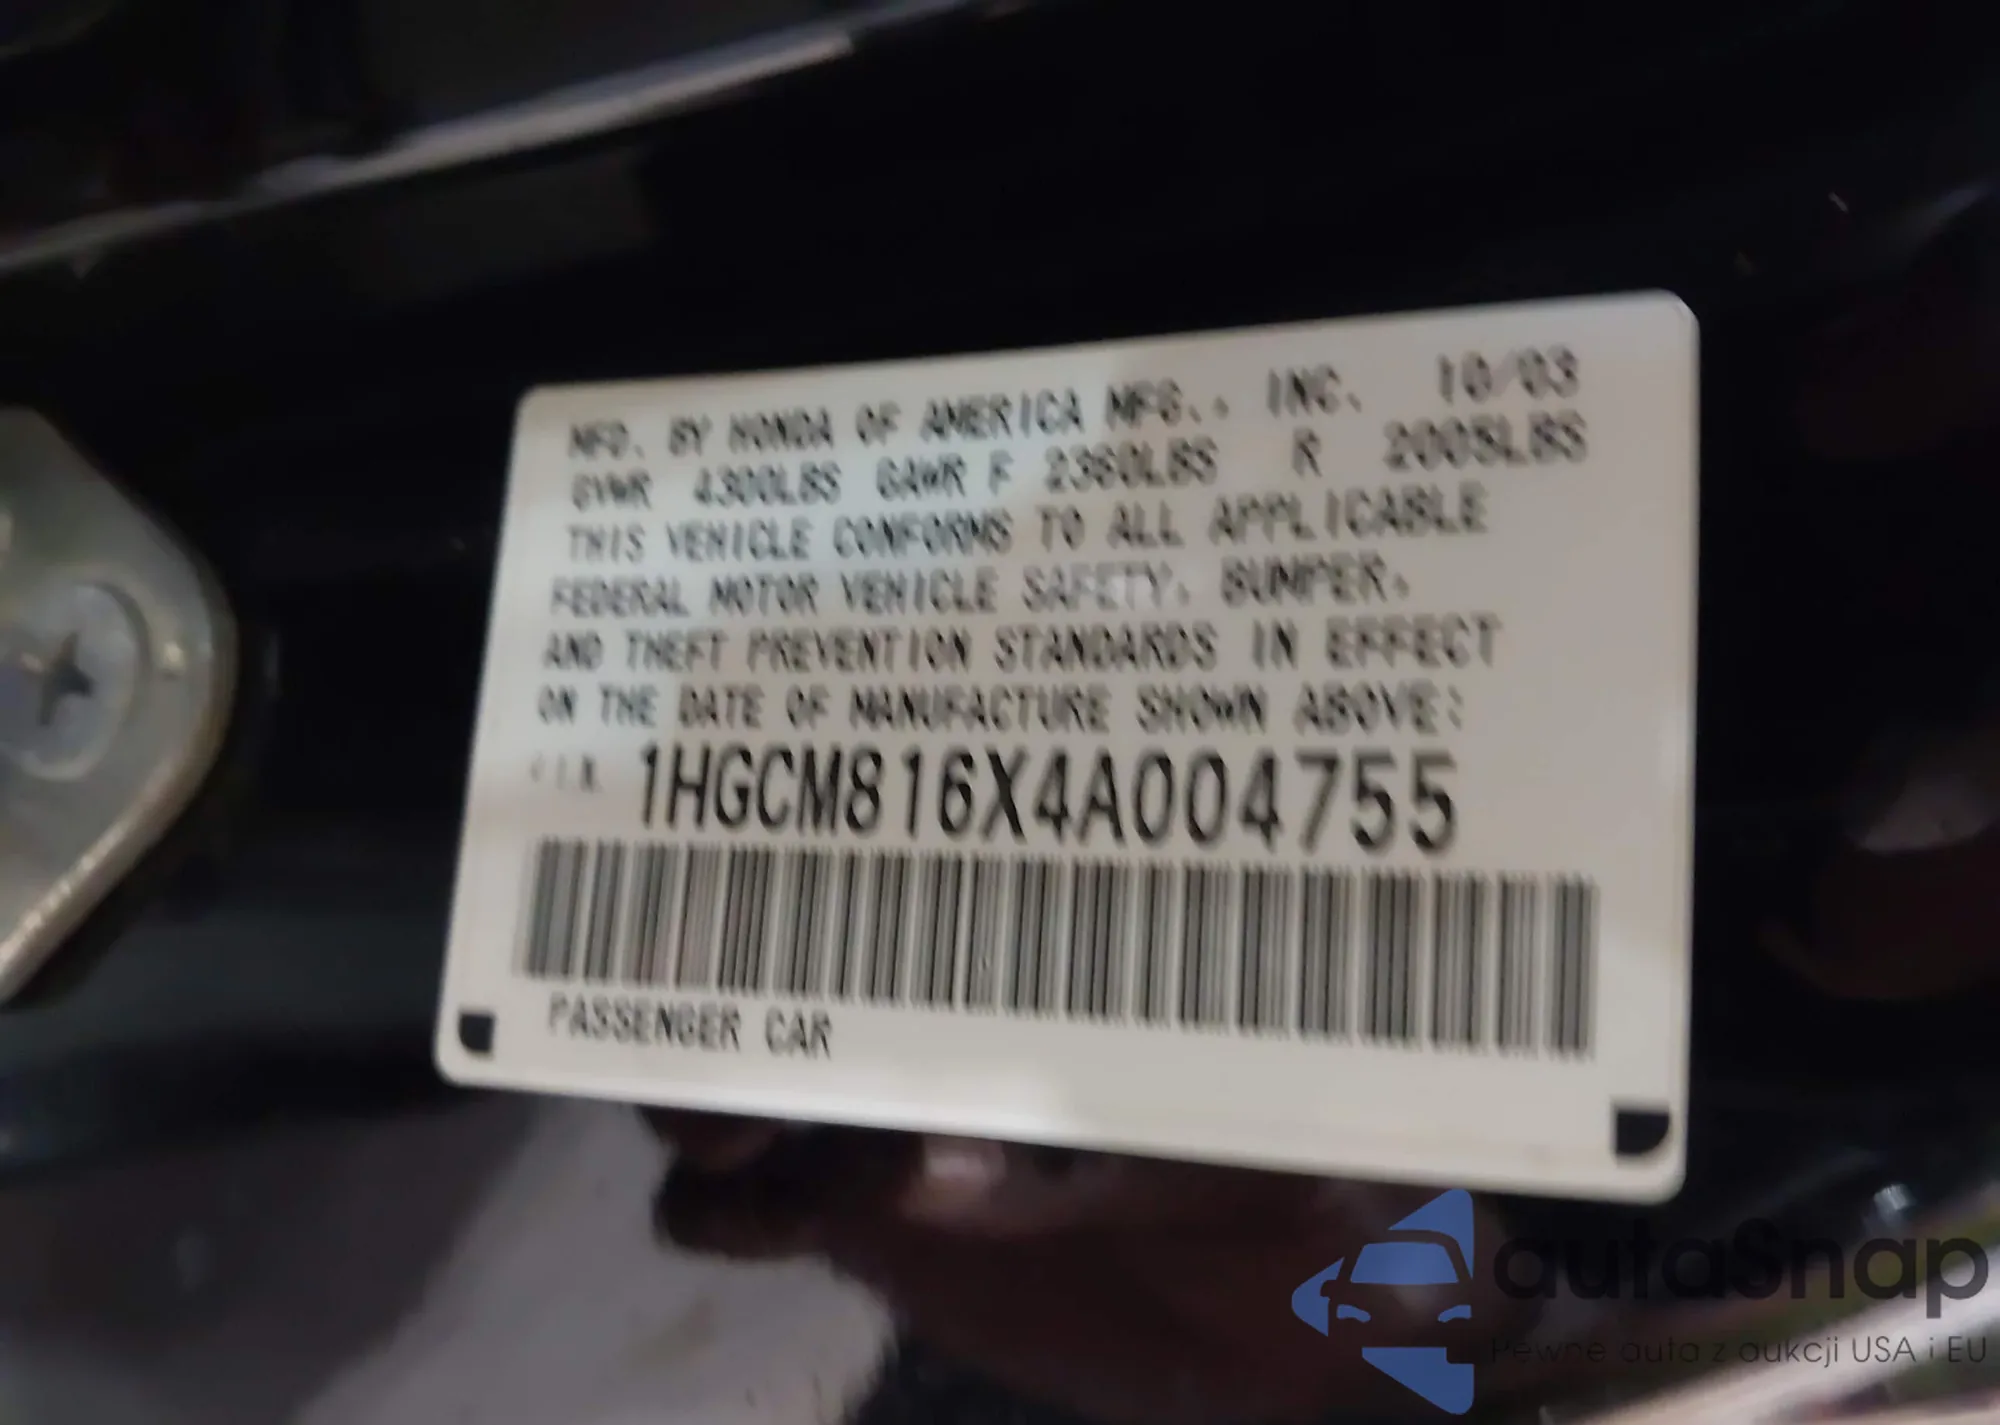 MFD. BY HONDA OF AMERICA MFG., INC. 10/03
GVWR 4300LBS GAWR F 2360LBS R 2005LBS
THIS VEHICLE CONFORMS TO ALL APPLICABLE
FEDERAL MOTOR VEHICLE SAFETY, BUMPER,
AND THEFT PREVENTION STANDARDS IN EFFECT
ON THE DATE OF MANUFACTURE SHOWN ABOVE:
V.I.N. 1HGCM816X4A004755
PASSENGER CAR
autaSnap
Pewne auta z aukcji USA i EU